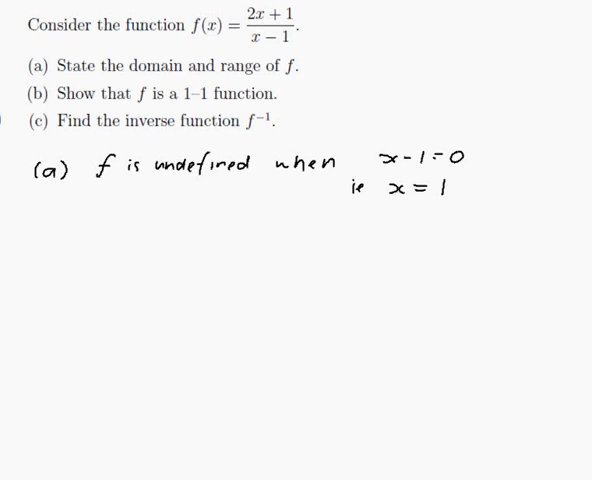 Consider the function f(x) = \frac{2x + 1}{x − 1}.
(a) State the domain and range of f.
(b) Show that f is a 1–1 function.
(c) Find the inverse function f⁻¹.
(a) f is undefined when x - 1 = 0
ie x = 1